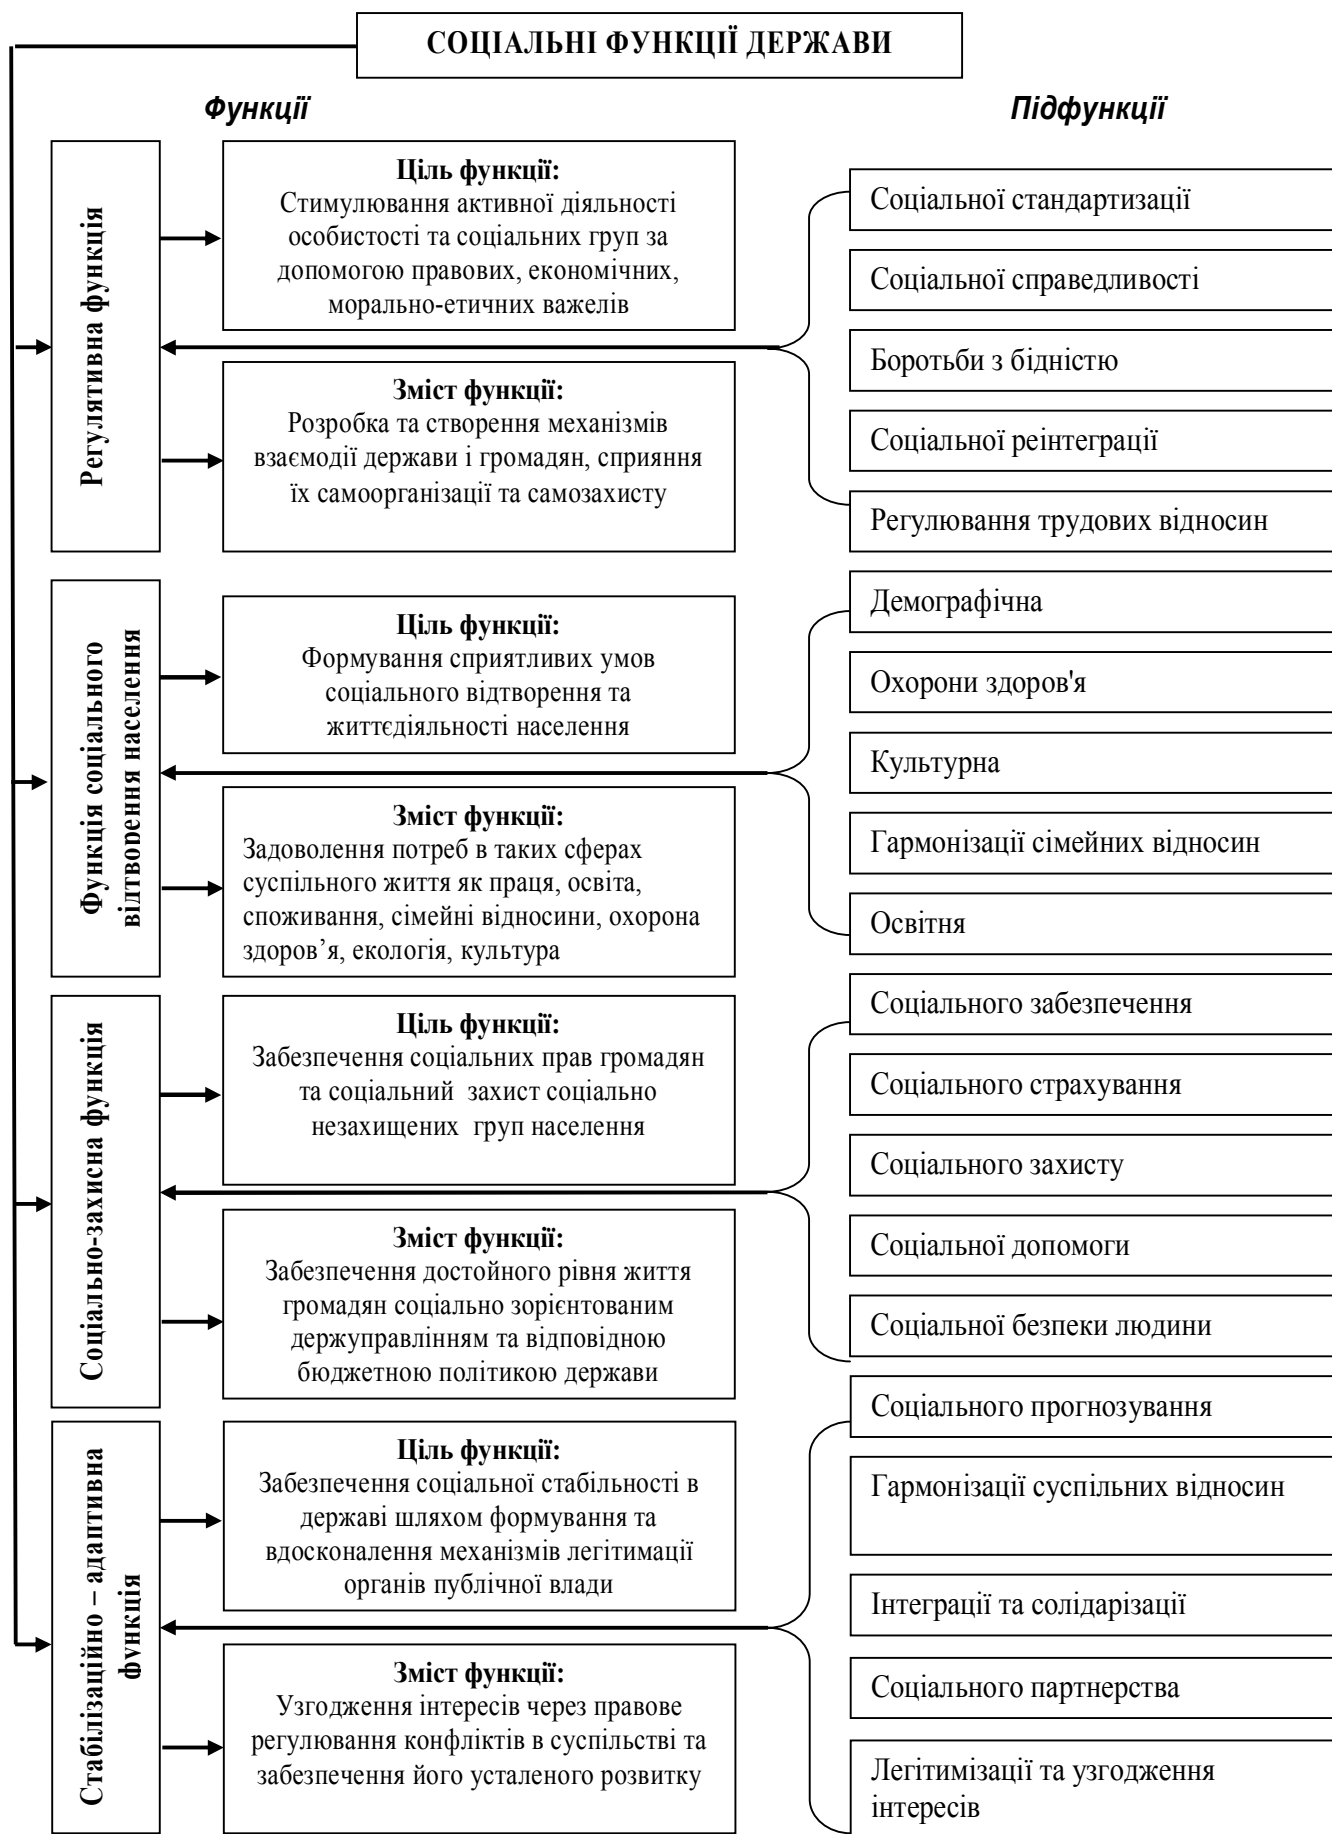 СОЦІАЛЬНІ ФУНКЦІЇ ДЕРЖАВИ
Функції
Підфункції
Регулятивна функція
Ціль функції:
Стимулювання активної діяльності
особистості та соціальних груп за
допомогою правових, економічних,
морально-етичних важелів
Зміст функції:
Розробка та створення механізмів
взаємодії держави і громадян, сприяння
їх самоорганізації та самозахисту
Соціальної стандартизації
Соціальної справедливості
Боротьби з бідністю
Соціальної реінтеграції
Регулювання трудових відносин
Функція соціального
відтворення населення
Ціль функції:
Формування сприятливих умов
соціального відтворення та
життєдіяльності населення
Зміст функції:
Задоволення потреб в таких сферах
суспільного життя як праця, освіта,
споживання, сімейні відносини, охорона
здоров’я, екологія, культура
Демографічна
Охорони здоров'я
Культурна
Гармонізації сімейних відносин
Освітня
Соціально-захисна функція
Ціль функції:
Забезпечення соціальних прав громадян
та соціальний захист соціально
незахищених груп населення
Зміст функції:
Забезпечення достойного рівня життя
громадян соціально зорієнтованим
держуправлінням та відповідною
бюджетною політикою держави
Соціального забезпечення
Соціального страхування
Соціального захисту
Соціальної допомоги
Соціальної безпеки людини
Стабілізаційно – адаптивна
функція
Ціль функції:
Забезпечення соціальної стабільності в
державі шляхом формування та
вдосконалення механізмів легітимації
органів публічної влади
Зміст функції:
Узгодження інтересів через правове
регулювання конфліктів в суспільстві та
забезпечення його усталеного розвитку
Соціального прогнозування
Гармонізації суспільних відносин
Інтеграції та солідарізації
Соціального партнерства
Легітимізації та узгодження
інтересів